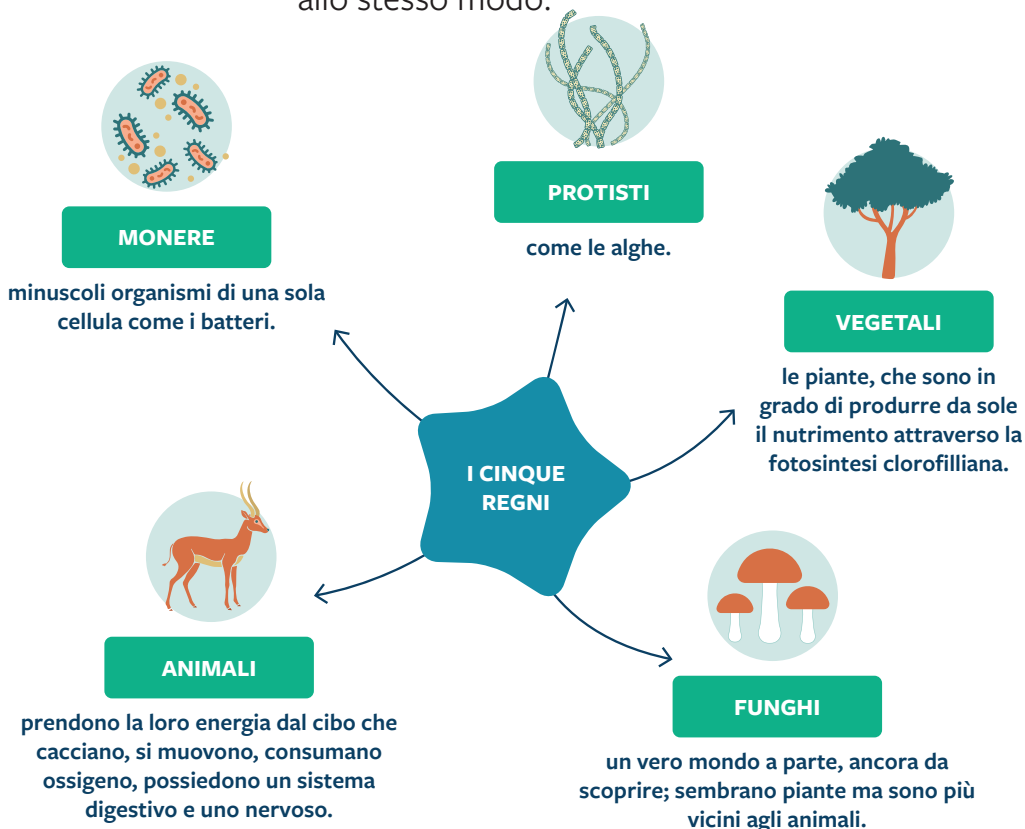 allo stesso modo.
PROTISTI
come le alghe.
MONERE
minuscoli organismi di una sola
cellula come i batteri.
VEGETALI
le piante, che sono in
grado di produrre da sole
il nutrimento attraverso la
fotosintesi clorofilliana.
I CINQUE
REGNI
ANIMALI
prendono la loro energia dal cibo che
cacciano, si muovono, consumano
ossigeno, possiedono un sistema
digestivo e uno nervoso.
FUNGHI
un vero mondo a parte, ancora da
scoprire; sembrano piante ma sono più
vicini agli animali.